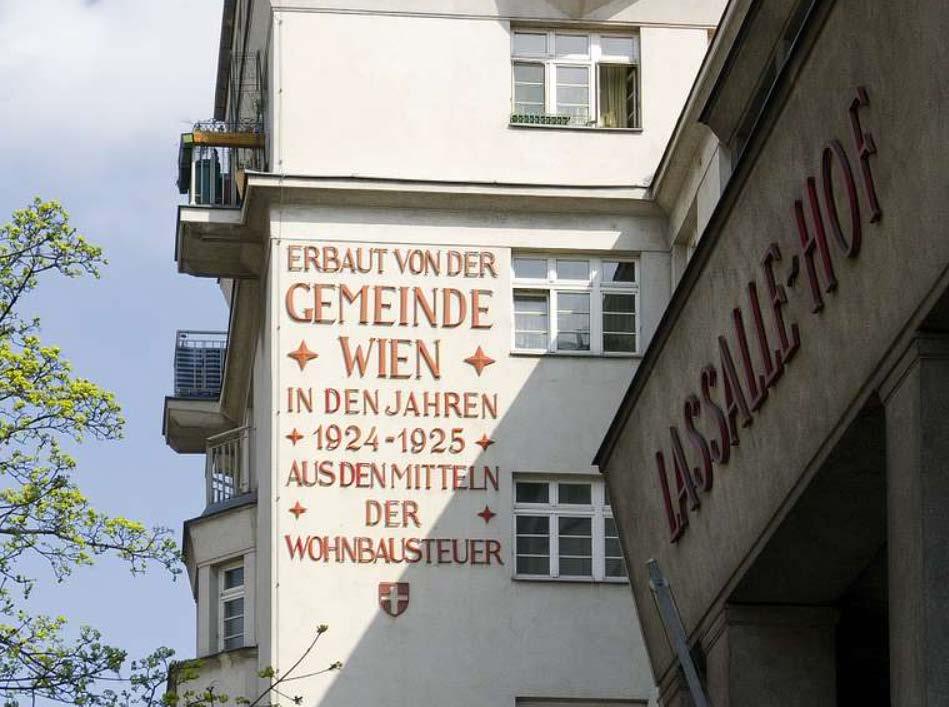 ERBAUT VON DER
GEMEINDE
WIEN
IN DEN JAHREN
1924-1925
AUS DEN MITTELN
DER
WOHNBAUSTEUER
LASSALLE-HOF